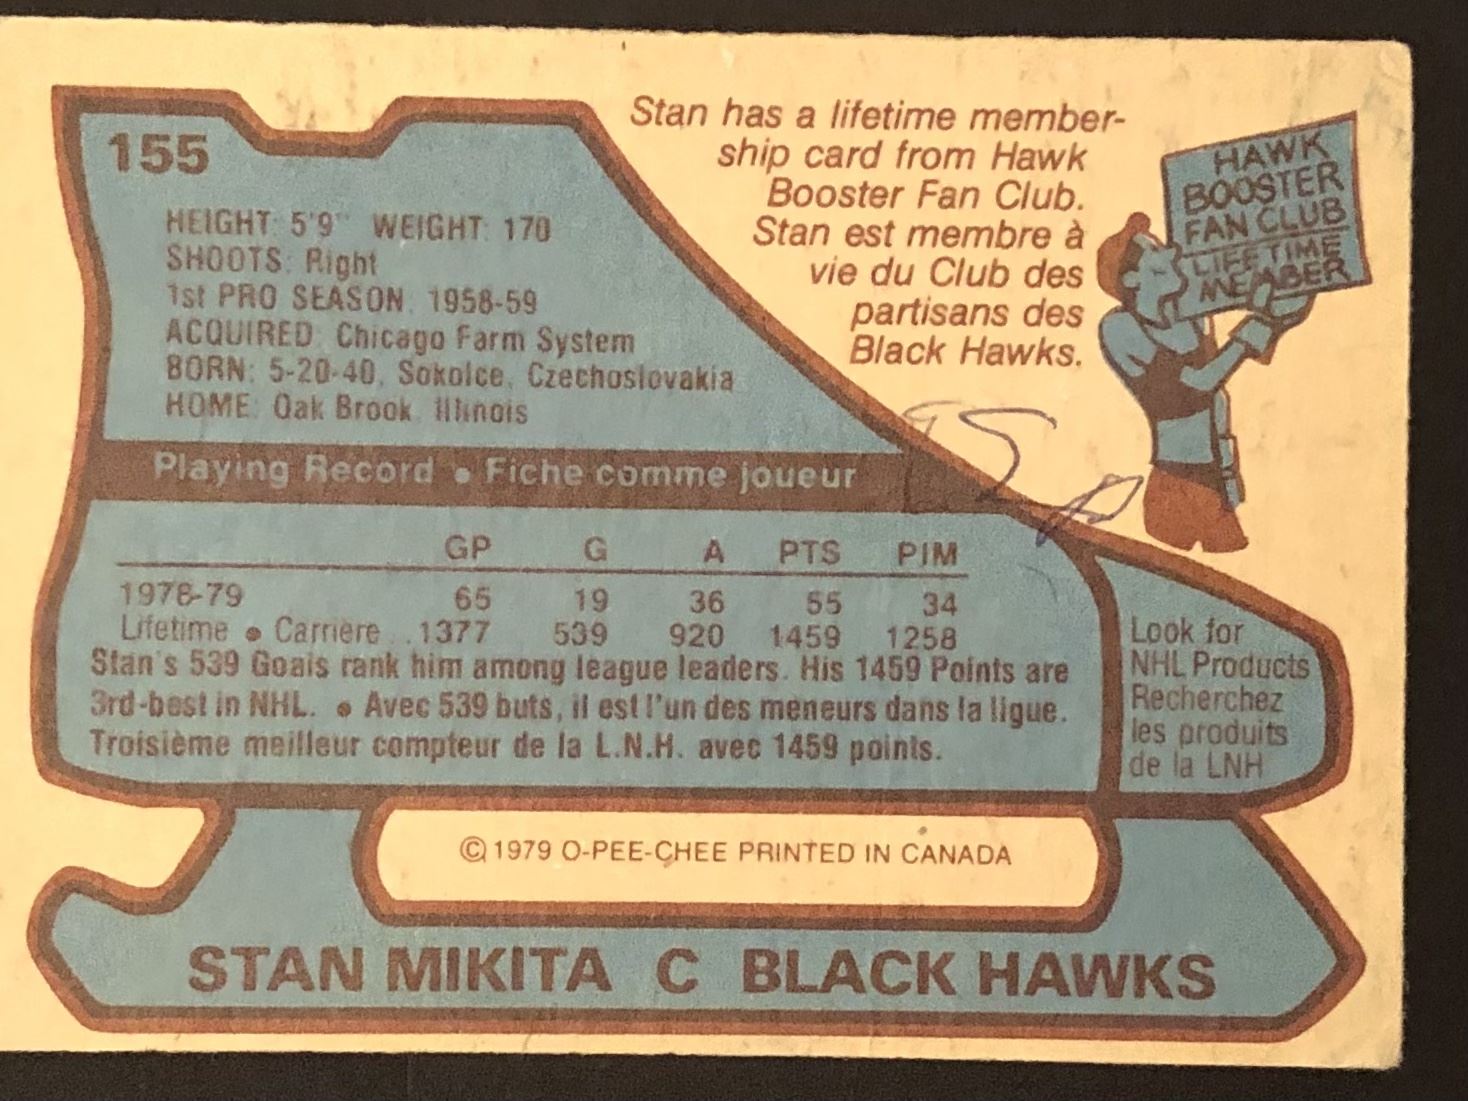 155
HEIGHT: 5'9" WEIGHT: 170
SHOOTS: Right
1st PRO SEASON: 1958-59
ACQUIRED: Chicago Farm System
BORN: 5-20-40, Sokolce, Czechoslovakia
HOME: Oak Brook, Illinois
Stan has a lifetime member-
ship card from Hawk
Booster Fan Club.
Stan est membre à
vie du Club des
partisans des
Black Hawks.
HAWK
BOOSTER
FAN CLUB
LIFETIME
MEMBER
Playing Record • Fiche comme joueur
GP G A PTS PIM
1978-79 65 19 36 55 34
Lifetime • Carrière .. 1377 539 920 1459 1258
Stan's 539 Goals rank him among league leaders. His 1459 Points are
3rd-best in NHL. • Avec 539 buts, il est l'un des meneurs dans la ligue.
Troisième meilleur compteur de la L.N.H. avec 1459 points.
Look for
NHL Products
Recherchez
les produits
de la LNH
© 1979 O-PEE-CHEE PRINTED IN CANADA
STAN MIKITA C BLACK HAWKS